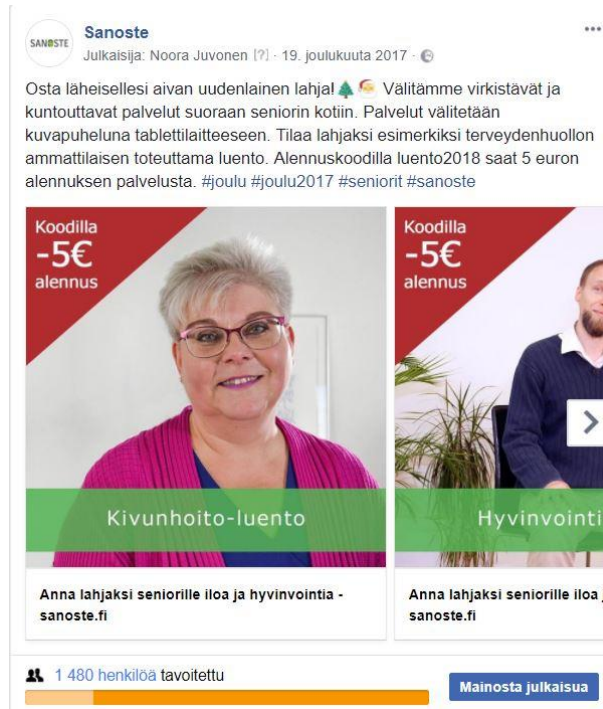 SANOSTE
Sanoste
Julkaisija: Noora Juvonen [?] · 19. joulukuuta 2017 ·
Osta läheisellesi aivan uudenlainen lahja!🎄🎅 Välitämme virkistävät ja
kuntouttavat palvelut suoraan seniorin kotiin. Palvelut välitetään
kuvapuheluna tablettilaitteeseen. Tilaa lahjaksi esimerkiksi terveydenhuollon
ammattilaisen toteuttama luento. Alennuskoodilla luento2018 saat 5 euron
alennuksen palvelusta. #joulu #joulu2017 #seniorit #sanoste
Koodilla
-5€
alennus
Kivunhoito-luento
Anna lahjaksi seniorille iloa ja hyvinvointia -
sanoste.fi
Koodilla
-5€
alennus
Hyvinvointi
Anna lahjaksi seniorille iloa
sanoste.fi
1 480 henkilöä tavoitettu
Mainosta julkaisua